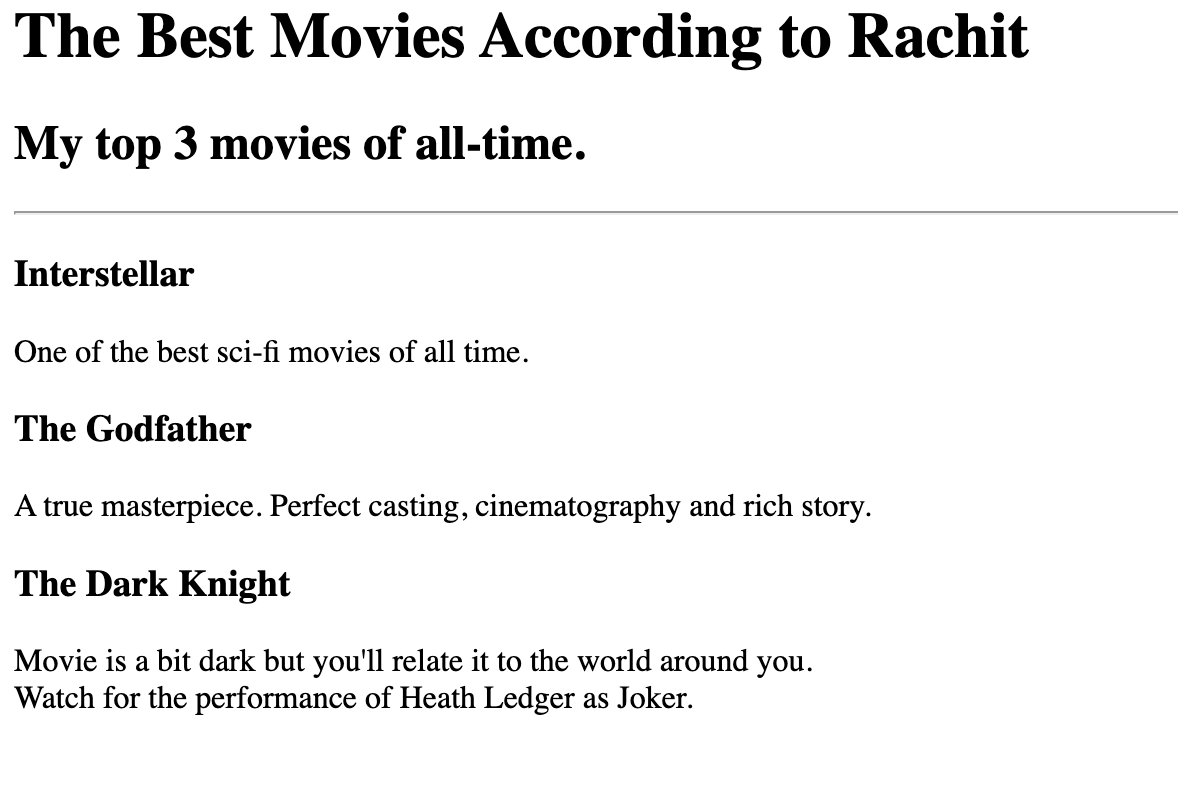 The Best Movies According to Rachit
My top 3 movies of all-time.
Interstellar
One of the best sci-fi movies of all time.
The Godfather
A true masterpiece. Perfect casting, cinematography and rich story.
The Dark Knight
Movie is a bit dark but you'll relate it to the world around you.
Watch for the performance of Heath Ledger as Joker.